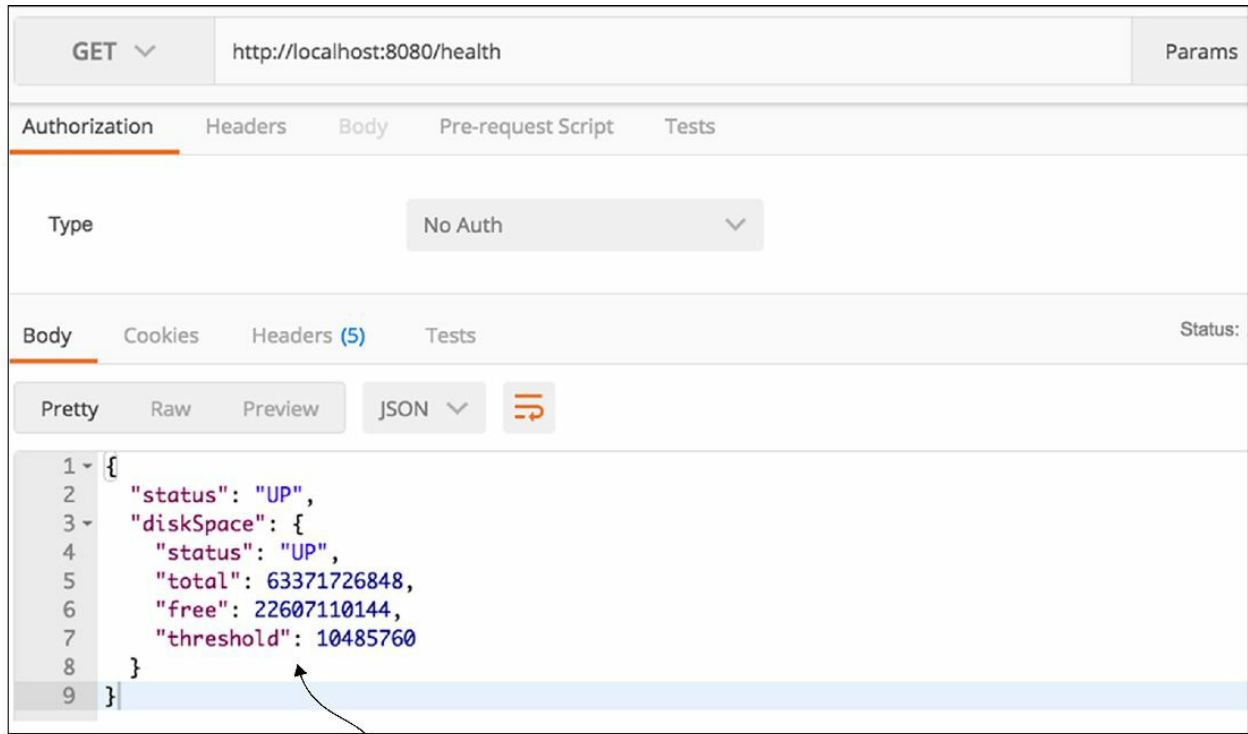 GET http://localhost:8080/health Params
Authorization Headers Body Pre-request Script Tests
Type No Auth
Body Cookies Headers (5) Tests Status:
Pretty Raw Preview JSON
1 {
2 "status": "UP",
3 "diskSpace": {
4 "status": "UP",
5 "total": 63371726848,
6 "free": 22607110144,
7 "threshold": 10485760
8 }
9 }